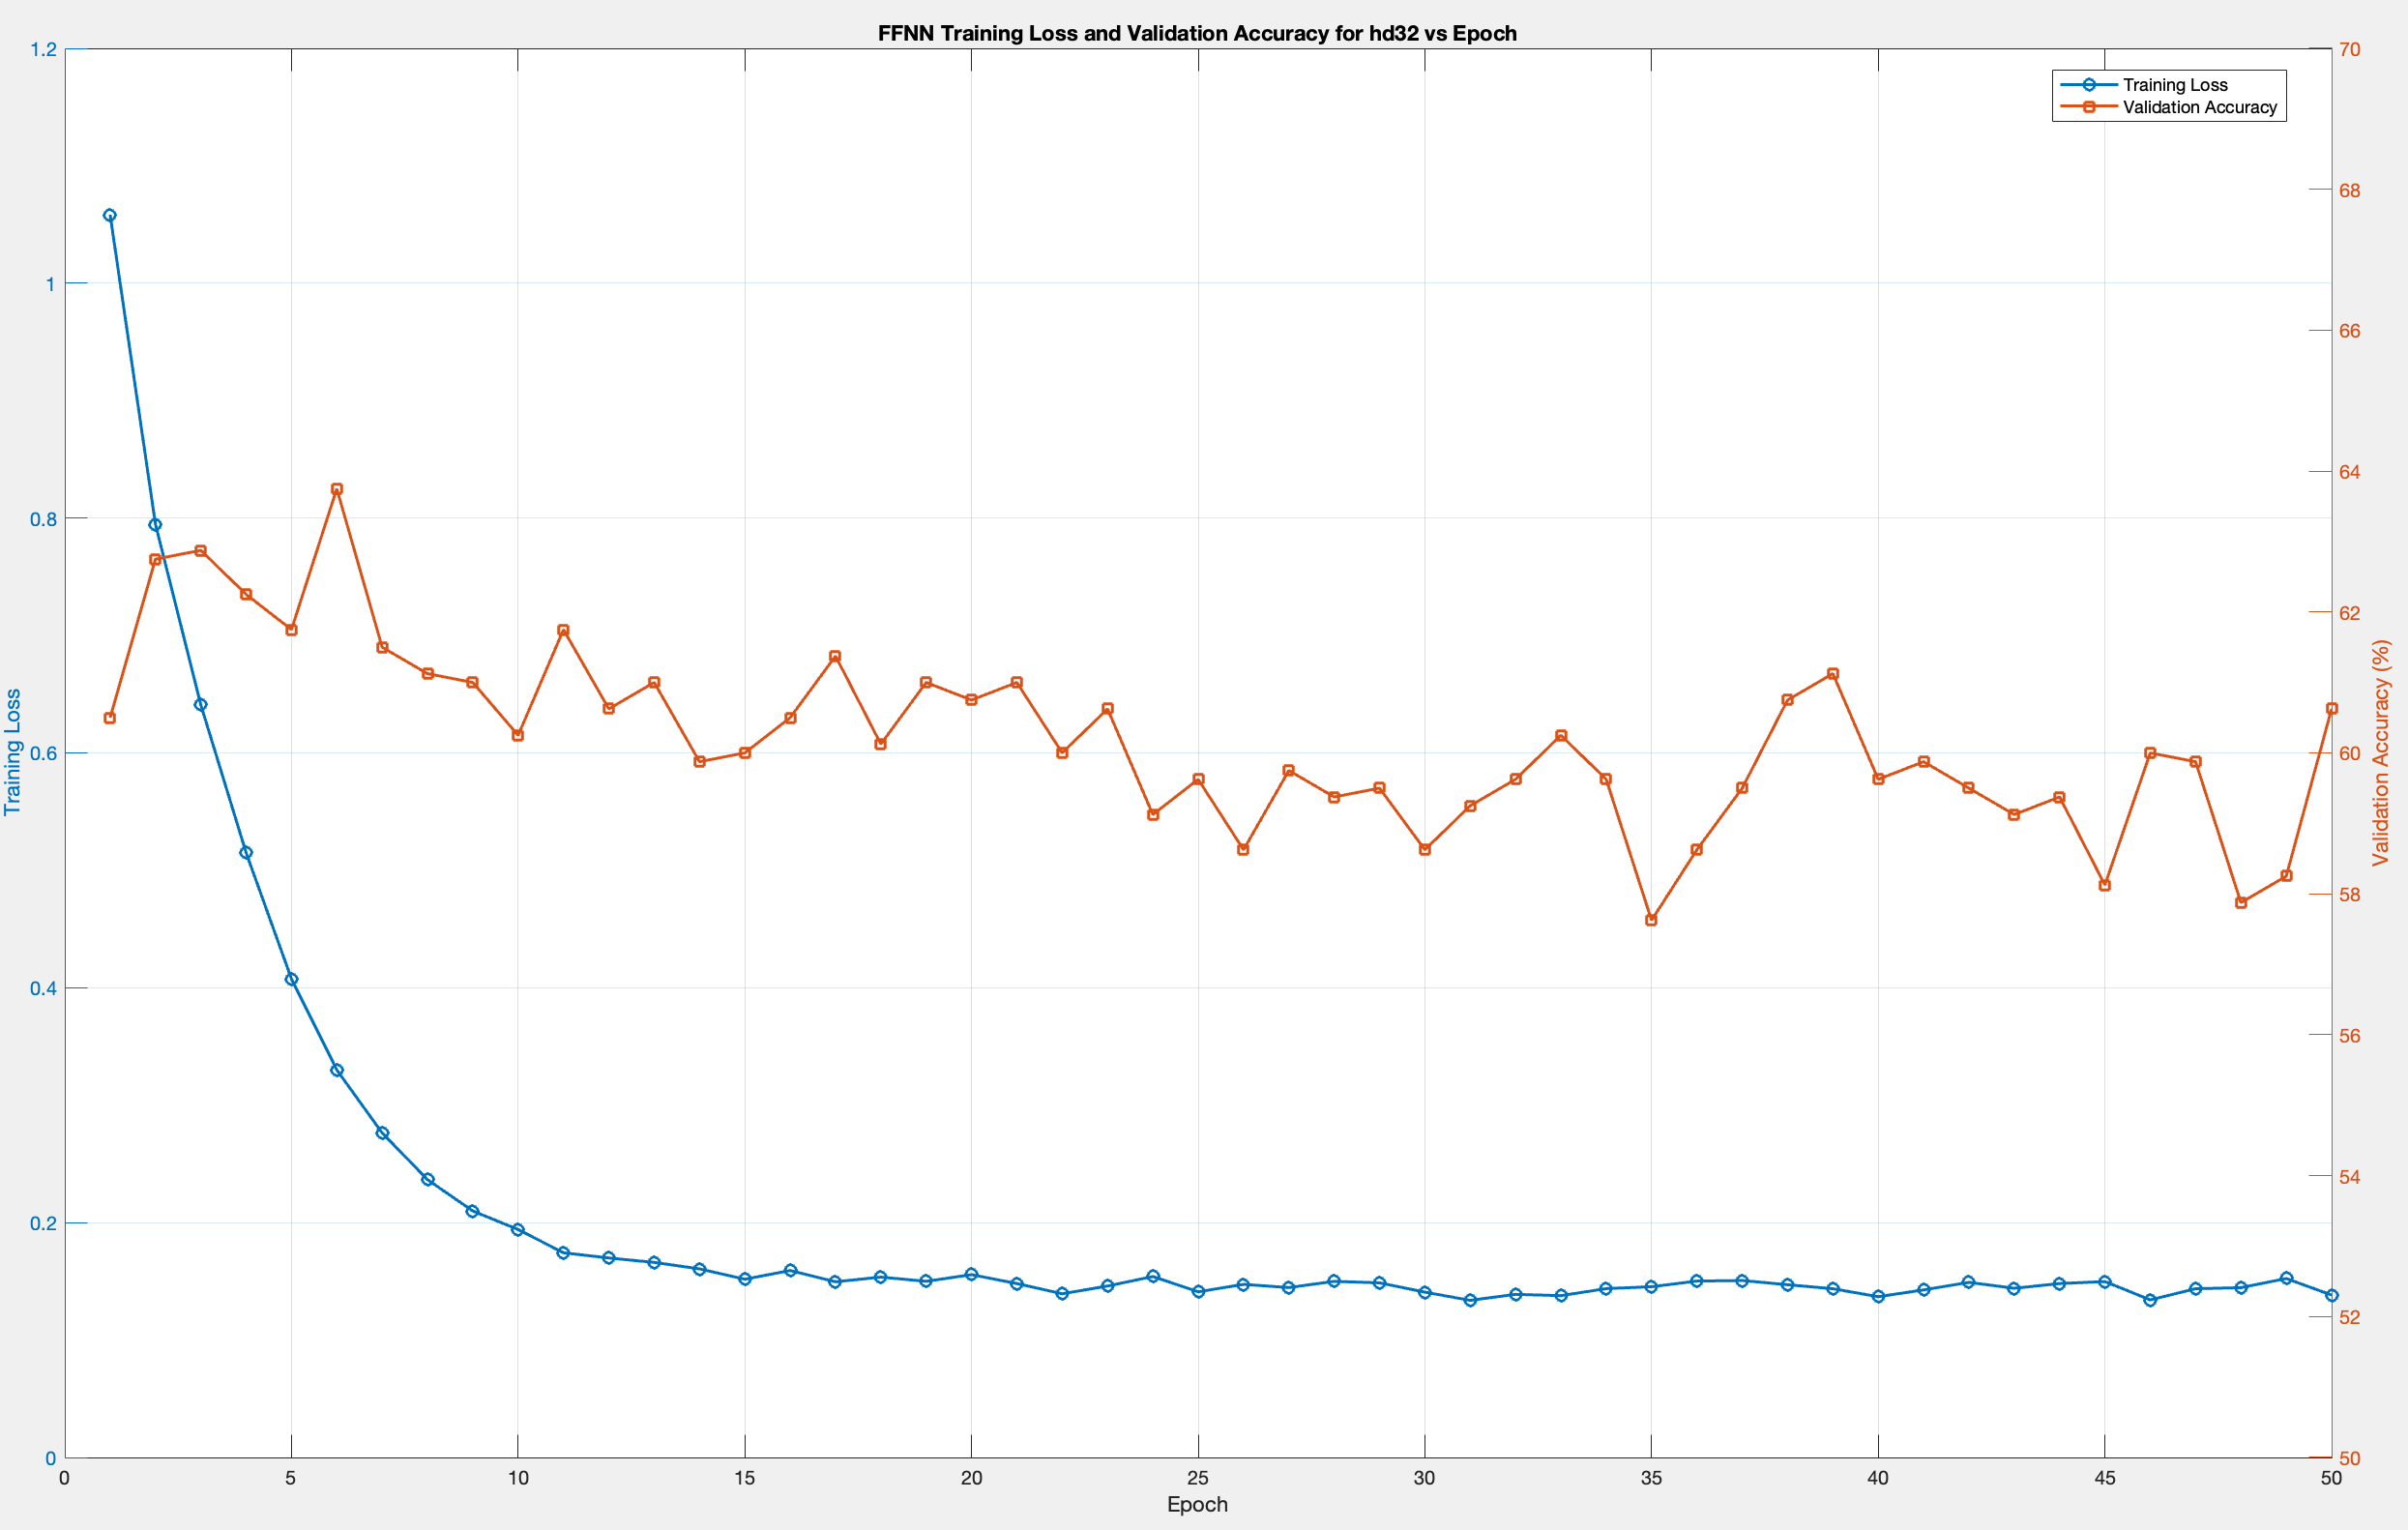 FFNN Training Loss and Validation Accuracy for hd32 vs Epoch
Training Loss
Validation Accuracy
1.2
1
0.8
0.6
0.4
0.2
0
Training Loss
70
68
66
64
62
60
58
56
54
52
50
Validation Accuracy (%)
0 5 10 15 20 25 30 35 40 45 50
Epoch